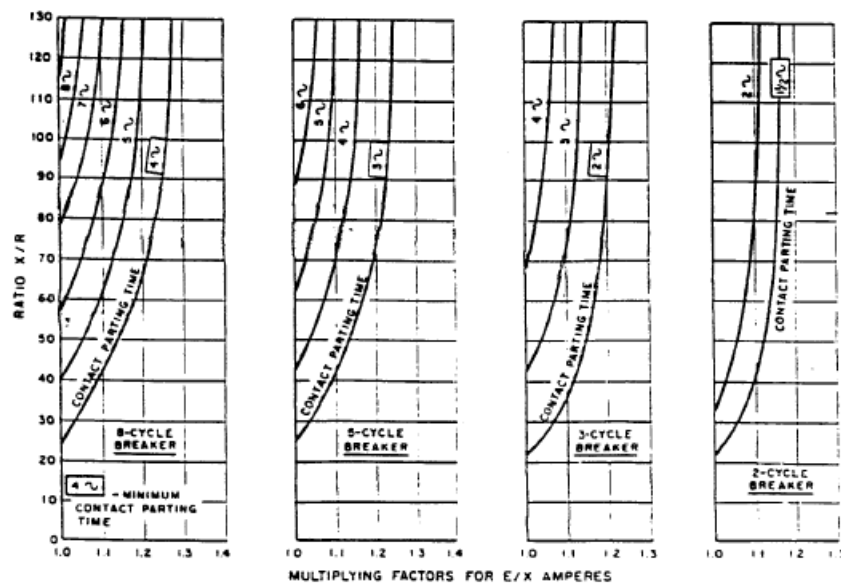 RATIO X/R
130
120
110
100
90
80
70
60
50
40
30
20
10
0
8~
7~
6~
5~
4~
CONTACT PARTING TIME
8-CYCLE
BREAKER
4~ - MINIMUM
CONTACT PARTING
TIME
1.0 1.1 1.2 1.3 1.4
6~
5~
4~
3~
CONTACT PARTING TIME
5-CYCLE
BREAKER
1.0 1.1 1.2 1.3 1.4
4~
3~
2~
CONTACT PARTING TIME
3-CYCLE
BREAKER
1.0 1.1 1.2 1.3
2~
1½~
CONTACT PARTING TIME
2-CYCLE
BREAKER
1.0 1.1 1.2 1.3
MULTIPLYING FACTORS FOR E/X AMPERES